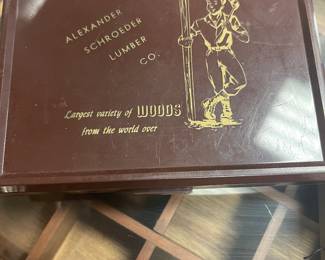 ALEXANDER
SCHROEDER
LUMBER
CO.
Largest variety of WOODS
from the world over